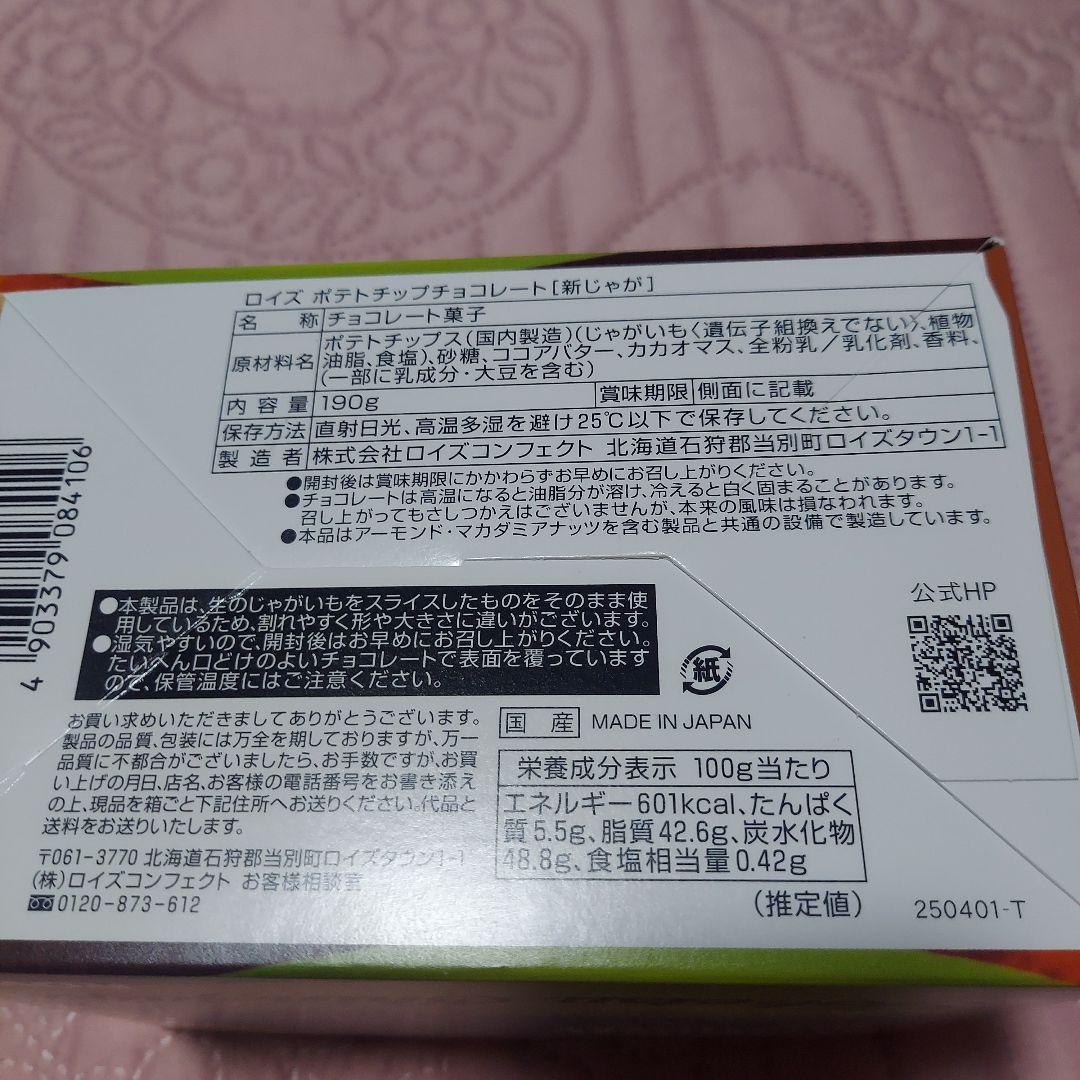 ロイズ ポテトチップチョコレート[新じゃが]
名 称 チョコレート菓子
原材料名 ポテトチップス(国内製造)(じゃがいも〈遺伝子組換えでない〉、植物
油脂、食塩)、砂糖、ココアバター、カカオマス、全粉乳／乳化剤、香料、
(一部に乳成分・大豆を含む)
内容量 190g 賞味期限 側面に記載
保存方法 直射日光、高温多湿を避け25℃以下で保存してください。
製造者 株式会社ロイズコンフェクト 北海道石狩郡当別町ロイズタウン1-1
●開封後は賞味期限にかかわらずお早めにお召し上がりください。
●チョコレートは高温になると油脂分が溶け、冷えると白く固まることがあります。
召し上がってもさしつかえはございませんが、本来の風味は損なわれます。
●本品はアーモンド・マカダミアナッツを含む製品と共通の設備で製造しています。
4 903379 084106
●本製品は、生のじゃがいもをスライスしたものをそのまま使
用しているため、割れやすく形や大きさに違いがございます。
●湿気やすいので、開封後はお早めにお召し上がりください。
たいへん口どけのよいチョコレートで表面を覆っています
ので、保管温度にはご注意ください。
紙
公式HP
お買い求めいただきましてありがとうございます。
製品の品質、包装には万全を期しておりますが、万一
品質に不都合がございましたら、お手数ですが、お買
い上げの月日、店名、お客様の電話番号をお書き添え
の上、現品を箱ごと下記住所へお送りください。代品と
送料をお送りいたします。
〒061-3770 北海道石狩郡当別町ロイズタウン1-1
(株)ロイズコンフェクト お客様相談室
0120-873-612
国 産 MADE IN JAPAN
栄養成分表示 100g当たり
エネルギー601kcal、たんぱく
質5.5g、脂質42.6g、炭水化物
48.8g、食塩相当量0.42g
(推定値)
250401-T